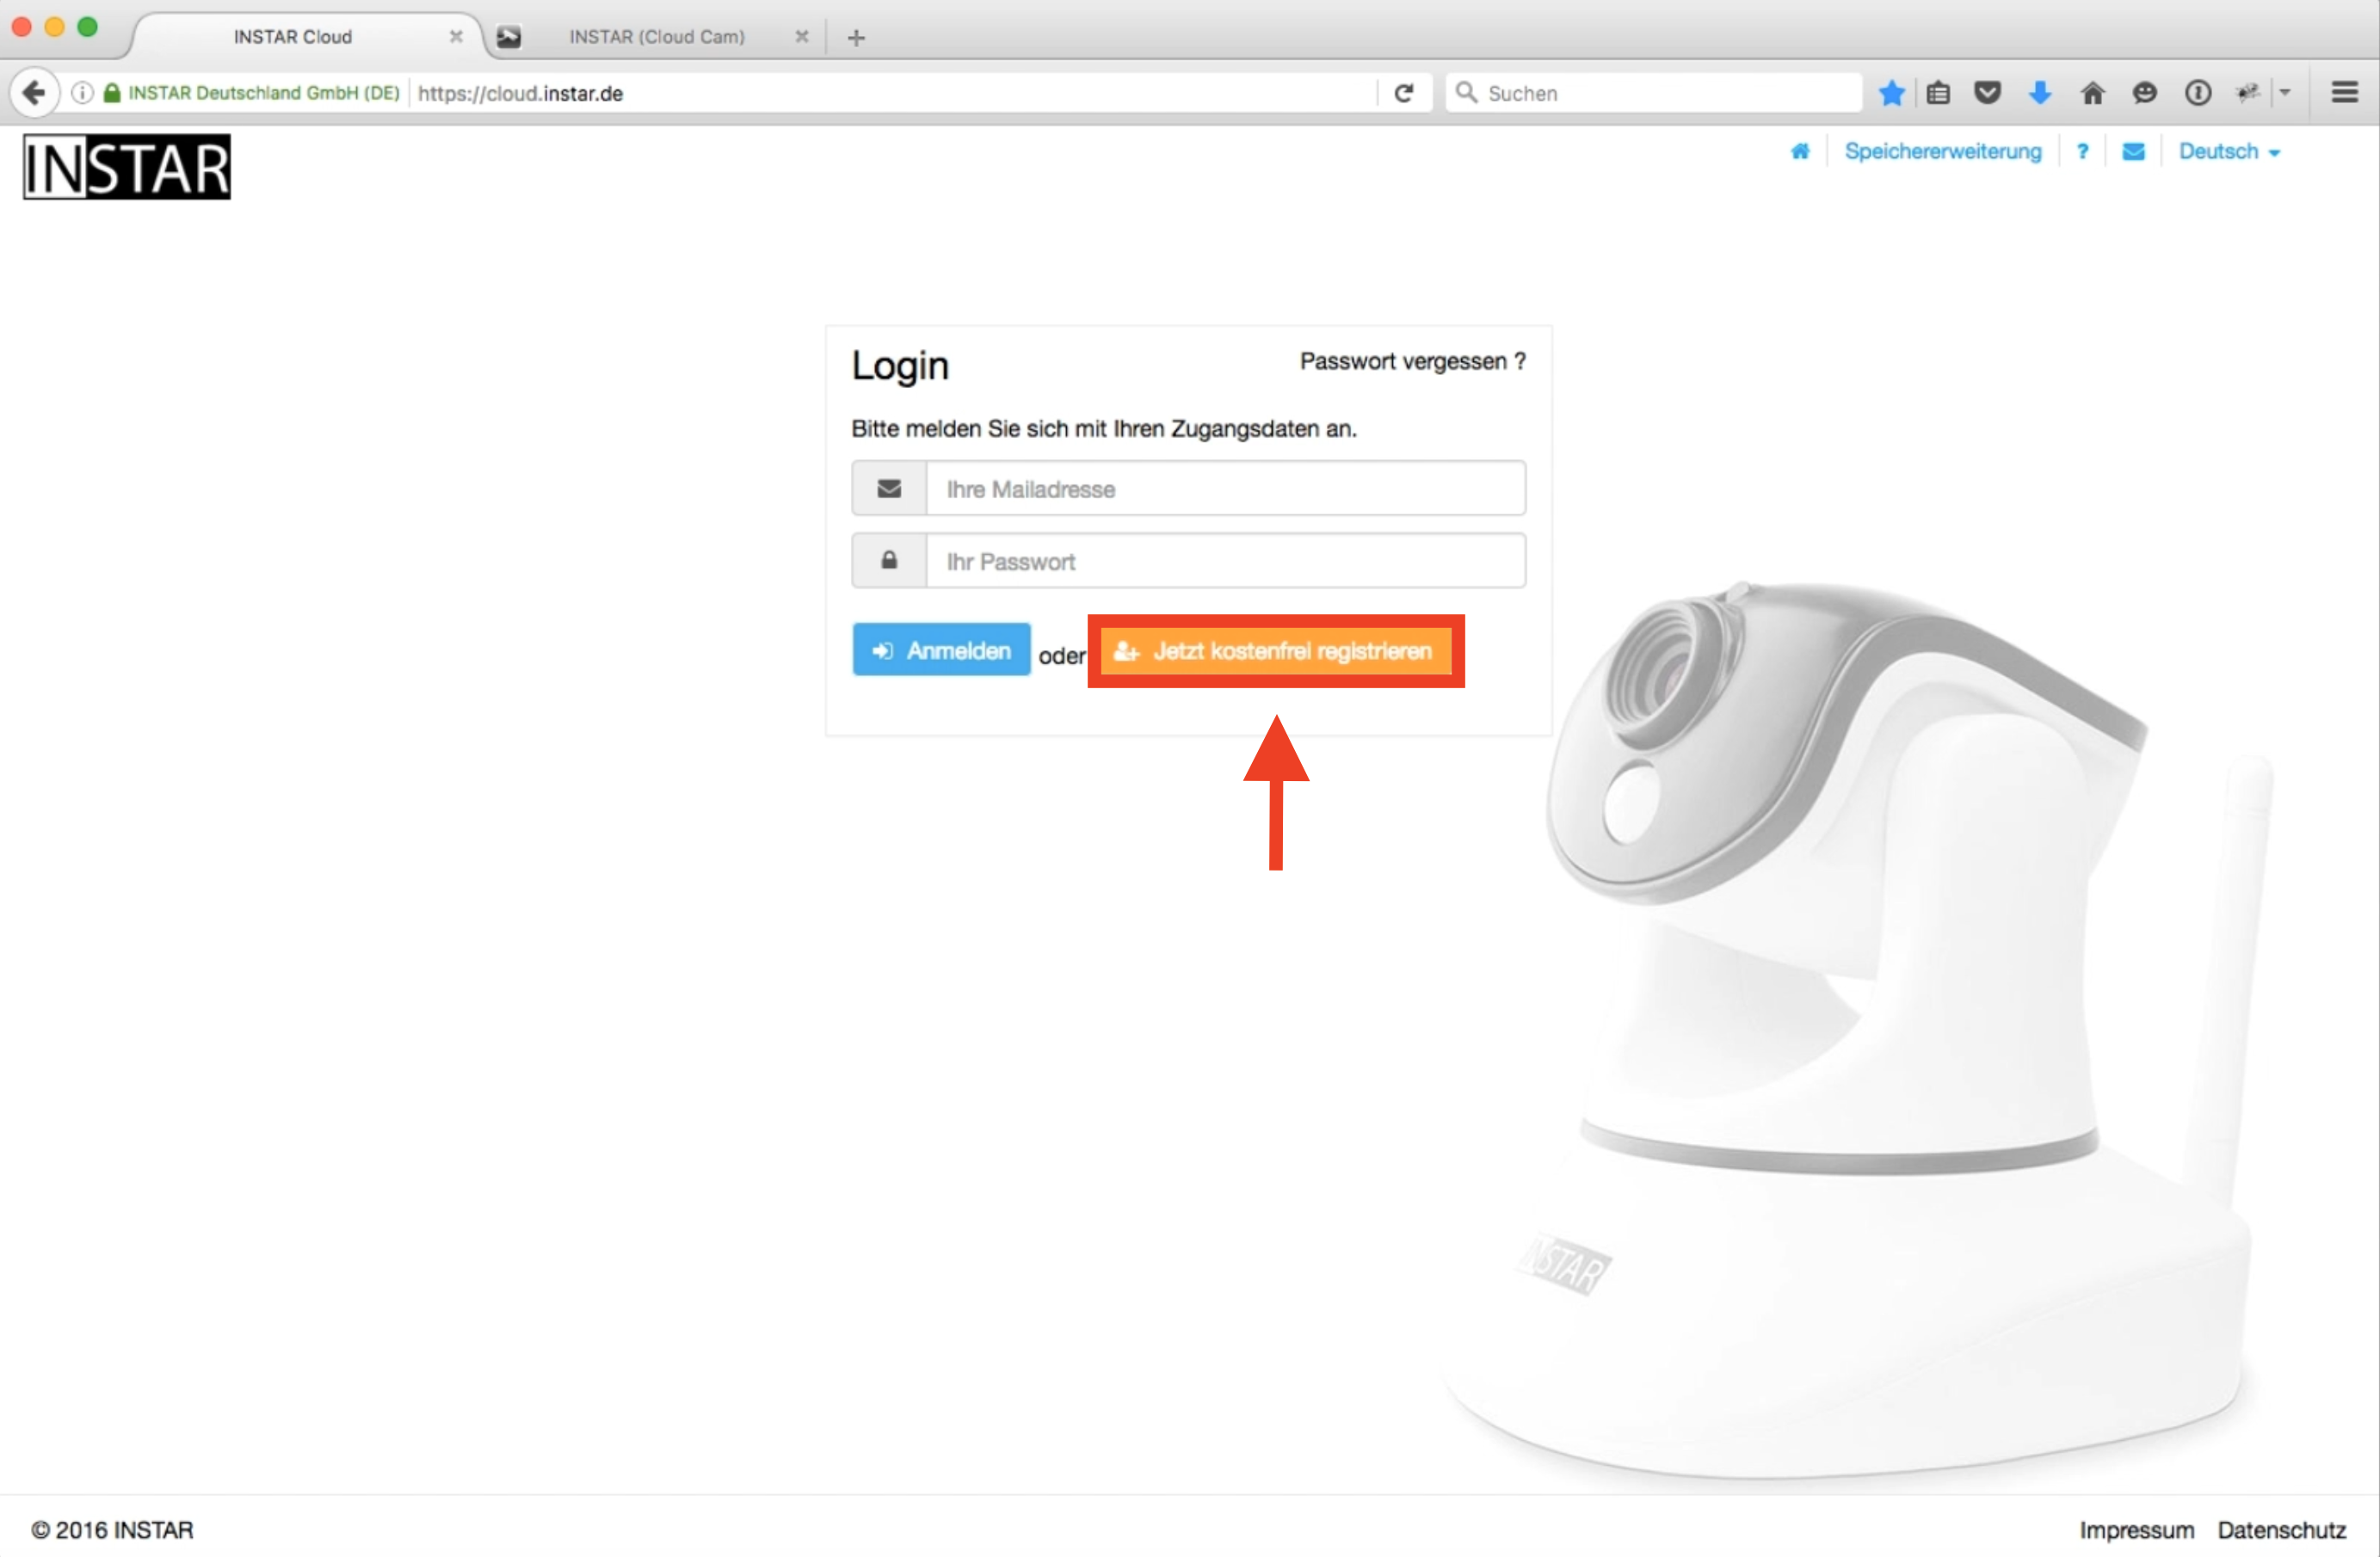 INSTAR Cloud
INSTAR (Cloud Cam)
INSTAR Deutschland GmbH (DE) https://cloud.instar.de
Suchen
INSTAR
Speichererweiterung ? Deutsch
Login
Passwort vergessen ?
Bitte melden Sie sich mit Ihren Zugangsdaten an.
Ihre Mailadresse
Ihr Passwort
Anmelden oder Jetzt kostenfrei registrieren
INSTAR
© 2016 INSTAR
Impressum Datenschutz